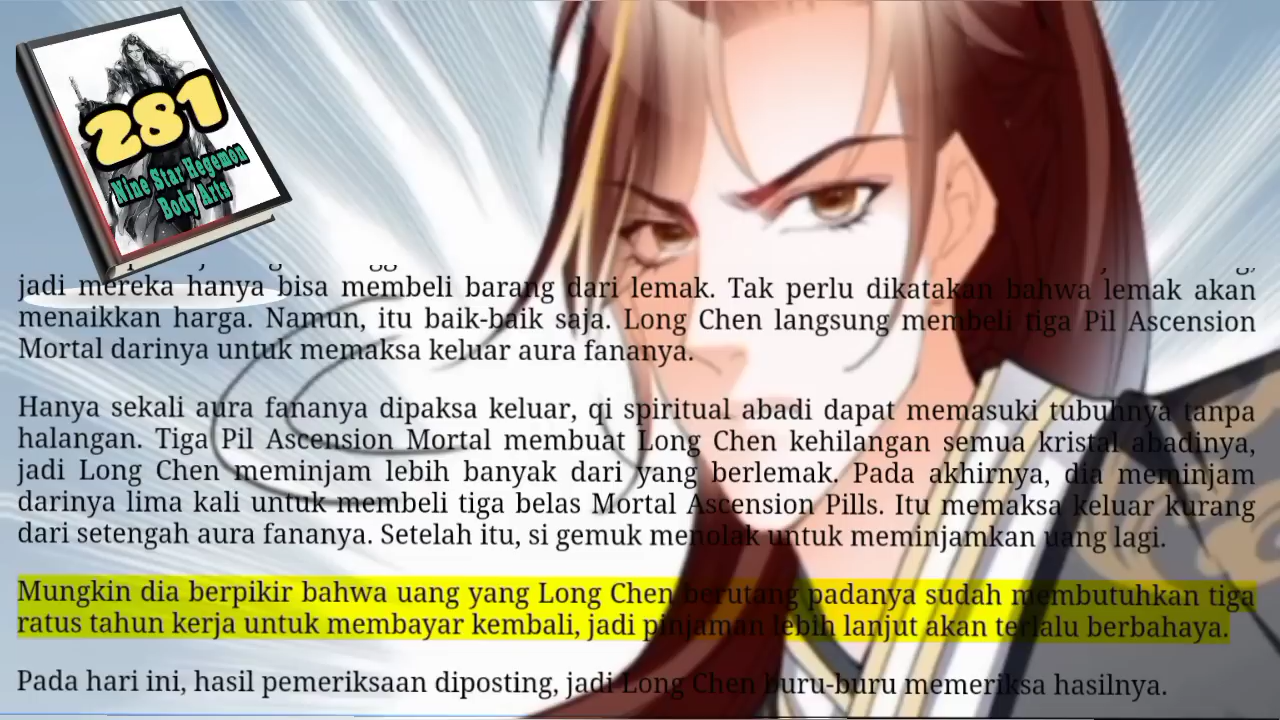 281
Nine Star Hegemon
Body Arts
jadi mereka hanya bisa membeli barang dari lemak. Tak perlu dikatakan bahwa lemak akan
menaikkan harga. Namun, itu baik-baik saja. Long Chen langsung membeli tiga Pil Ascension
Mortal darinya untuk memaksa keluar aura fananya.
Hanya sekali aura fananya dipaksa keluar, qi spiritual abadi dapat memasuki tubuhnya tanpa
halangan. Tiga Pil Ascension Mortal membuat Long Chen kehilangan semua kristal abadinya,
jadi Long Chen meminjam lebih banyak dari yang berlemak. Pada akhirnya, dia meminjam
darinya lima kali untuk membeli tiga belas Mortal Ascension Pills. Itu memaksa keluar kurang
dari setengah aura fananya. Setelah itu, si gemuk menolak untuk meminjamkan uang lagi.
Mungkin dia berpikir bahwa uang yang Long Chen berutang padanya sudah membutuhkan tiga
ratus tahun kerja untuk membayar kembali, jadi pinjaman lebih lanjut akan terlalu berbahaya.
Pada hari ini, hasil pemeriksaan diposting, jadi Long Chen buru-buru memeriksa hasilnya.